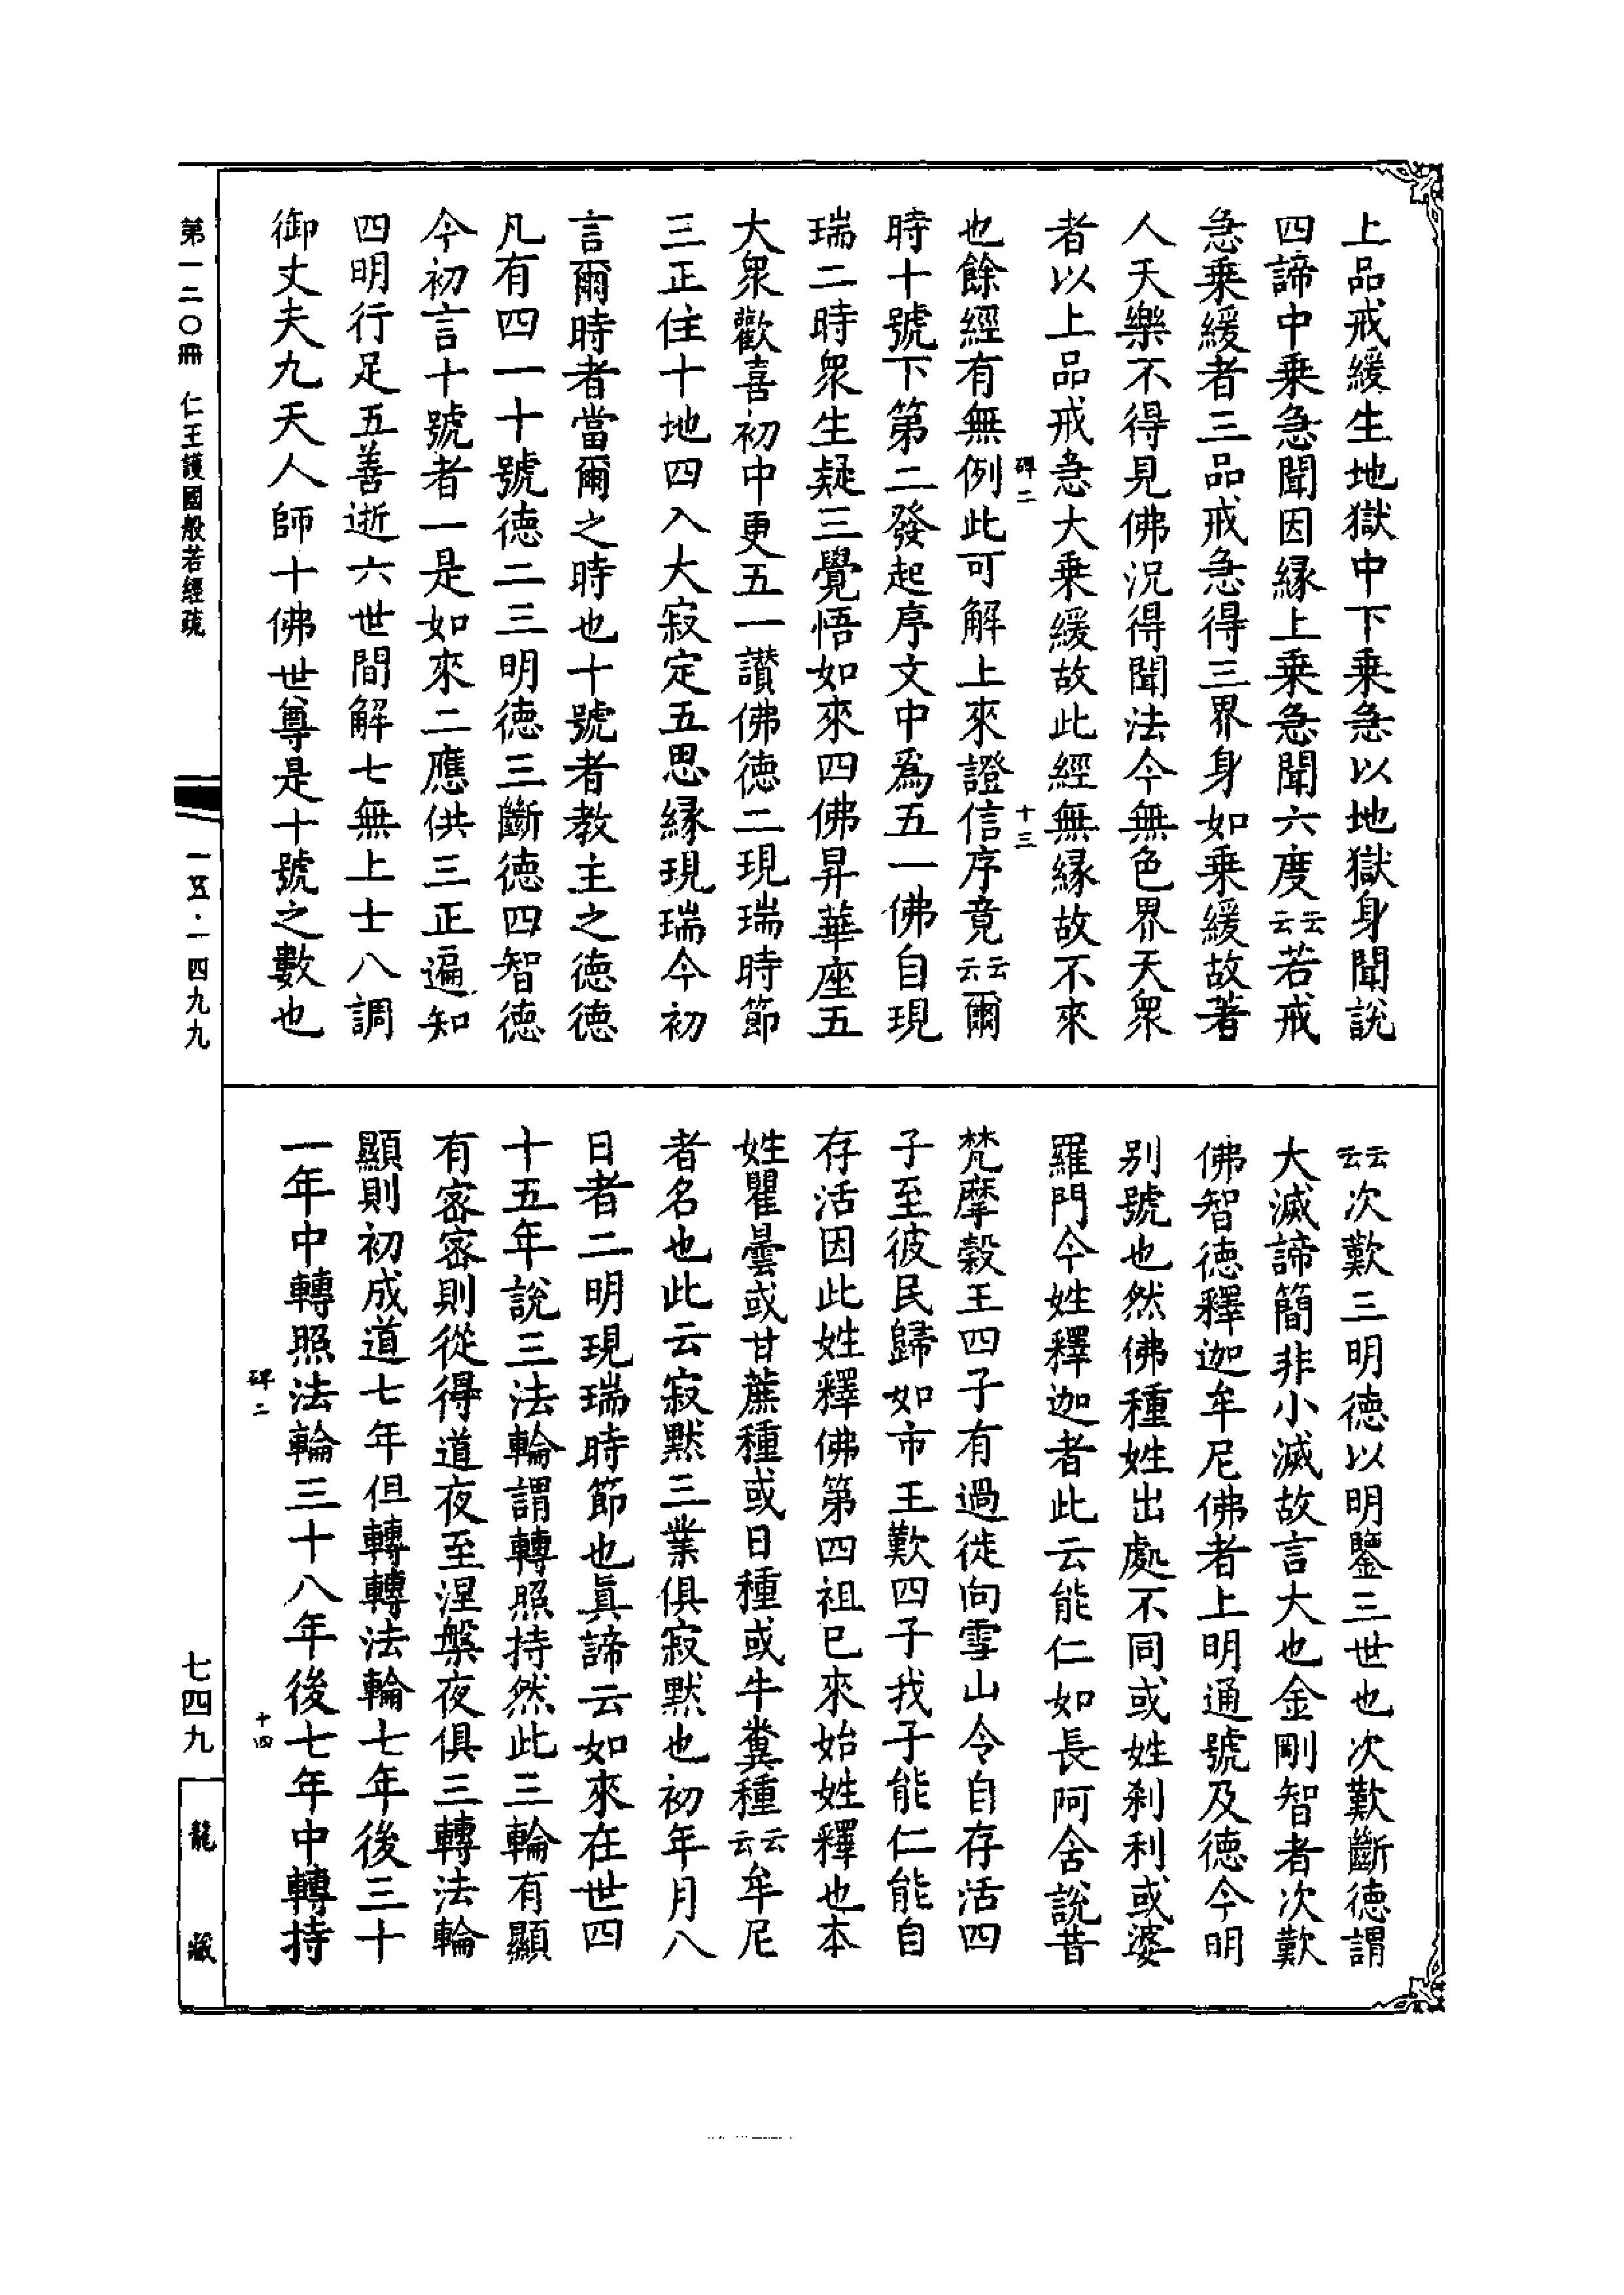 上品戒緩生地獄中下乗急以地獄身聞說
四諦中乗急聞因緣上乗急聞六度云云若戒
急乗緩者三品戒急得三界身如乗緩故著
人天樂不得見佛況得聞法今無色界天衆
者以上品戒急大乗緩故此經無緣故不來
碑二 十三
也餘經有無例此可解上來證信序竟云云爾
時十號下第二發起序文中爲五一佛自現
瑞二時衆生疑三覺悟如來四佛昇華座五
大衆歡喜初中更五一讃佛徳二現瑞時節
三正住十地四入大寂定五思緣現瑞今初
言爾時者當爾之時也十號者教主之徳徳
凡有四一十號徳二三明徳三斷徳四智徳
今初言十號者一是如來二應供三正遍知
四明行足五善逝六世間解七無上士八調
御丈夫九天人師十佛世尊是十號之數也
云云次歎三明徳以明鑒三世也次歎斷徳謂
大滅諦簡非小滅故言大也金剛智者次歎
佛智徳釋迦牟尼佛者上明通號及徳今明
别號也然佛種姓出處不同或姓刹利或婆
羅門今姓釋迦者此云能仁如長阿含說昔
梵摩穀王四子有過徙向雪山令自存活四
子至彼民歸如市王歎四子我子能仁能自
存活因此姓釋佛第四祖巳來始姓釋也本
姓瞿曇或甘蔗種或日種或牛糞種云云牟尼
者名也此云寂默三業俱寂默也初年月八
日者二明現瑞時節也眞諦云如來在世四
十五年說三法輪謂轉照持然此三輪有顯
有密密則從得道夜至涅槃夜俱三轉法輪
顯則初成道七年但轉轉法輪七年後三十
一年中轉照法輪三十八年後七年中轉持
碑二 十四
第一二〇冊 仁王護國般若經疏
一五·一四九九
七四九
龍藏